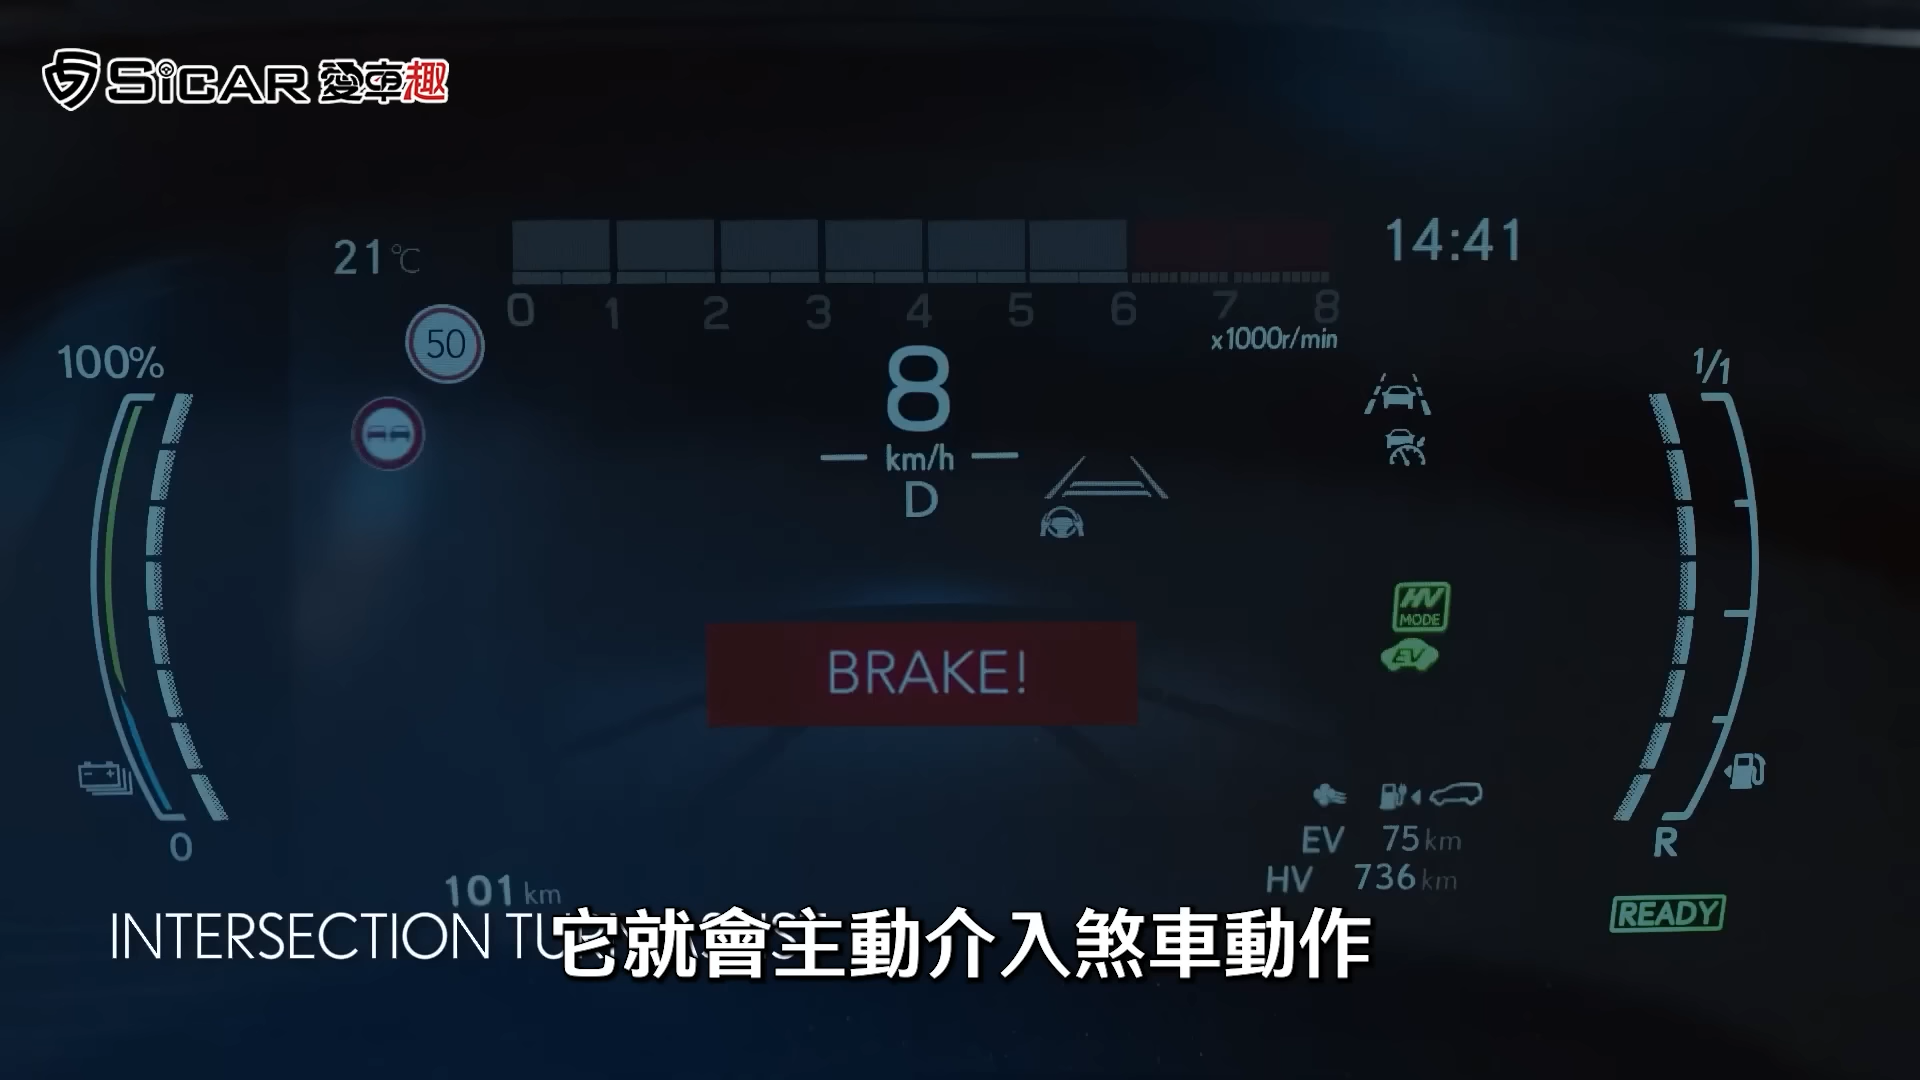 SiCAR 愛車趣
21℃
14:41
0 1 2 3 4 5 6 7 8
x1000r/min
50
100%
8
km/h
D
1/1
HV
MODE
EV
BRAKE!
EV 75 km
HV 736 km
0
R
101 km
READY
INTERSECTION
它就會主動介入煞車動作